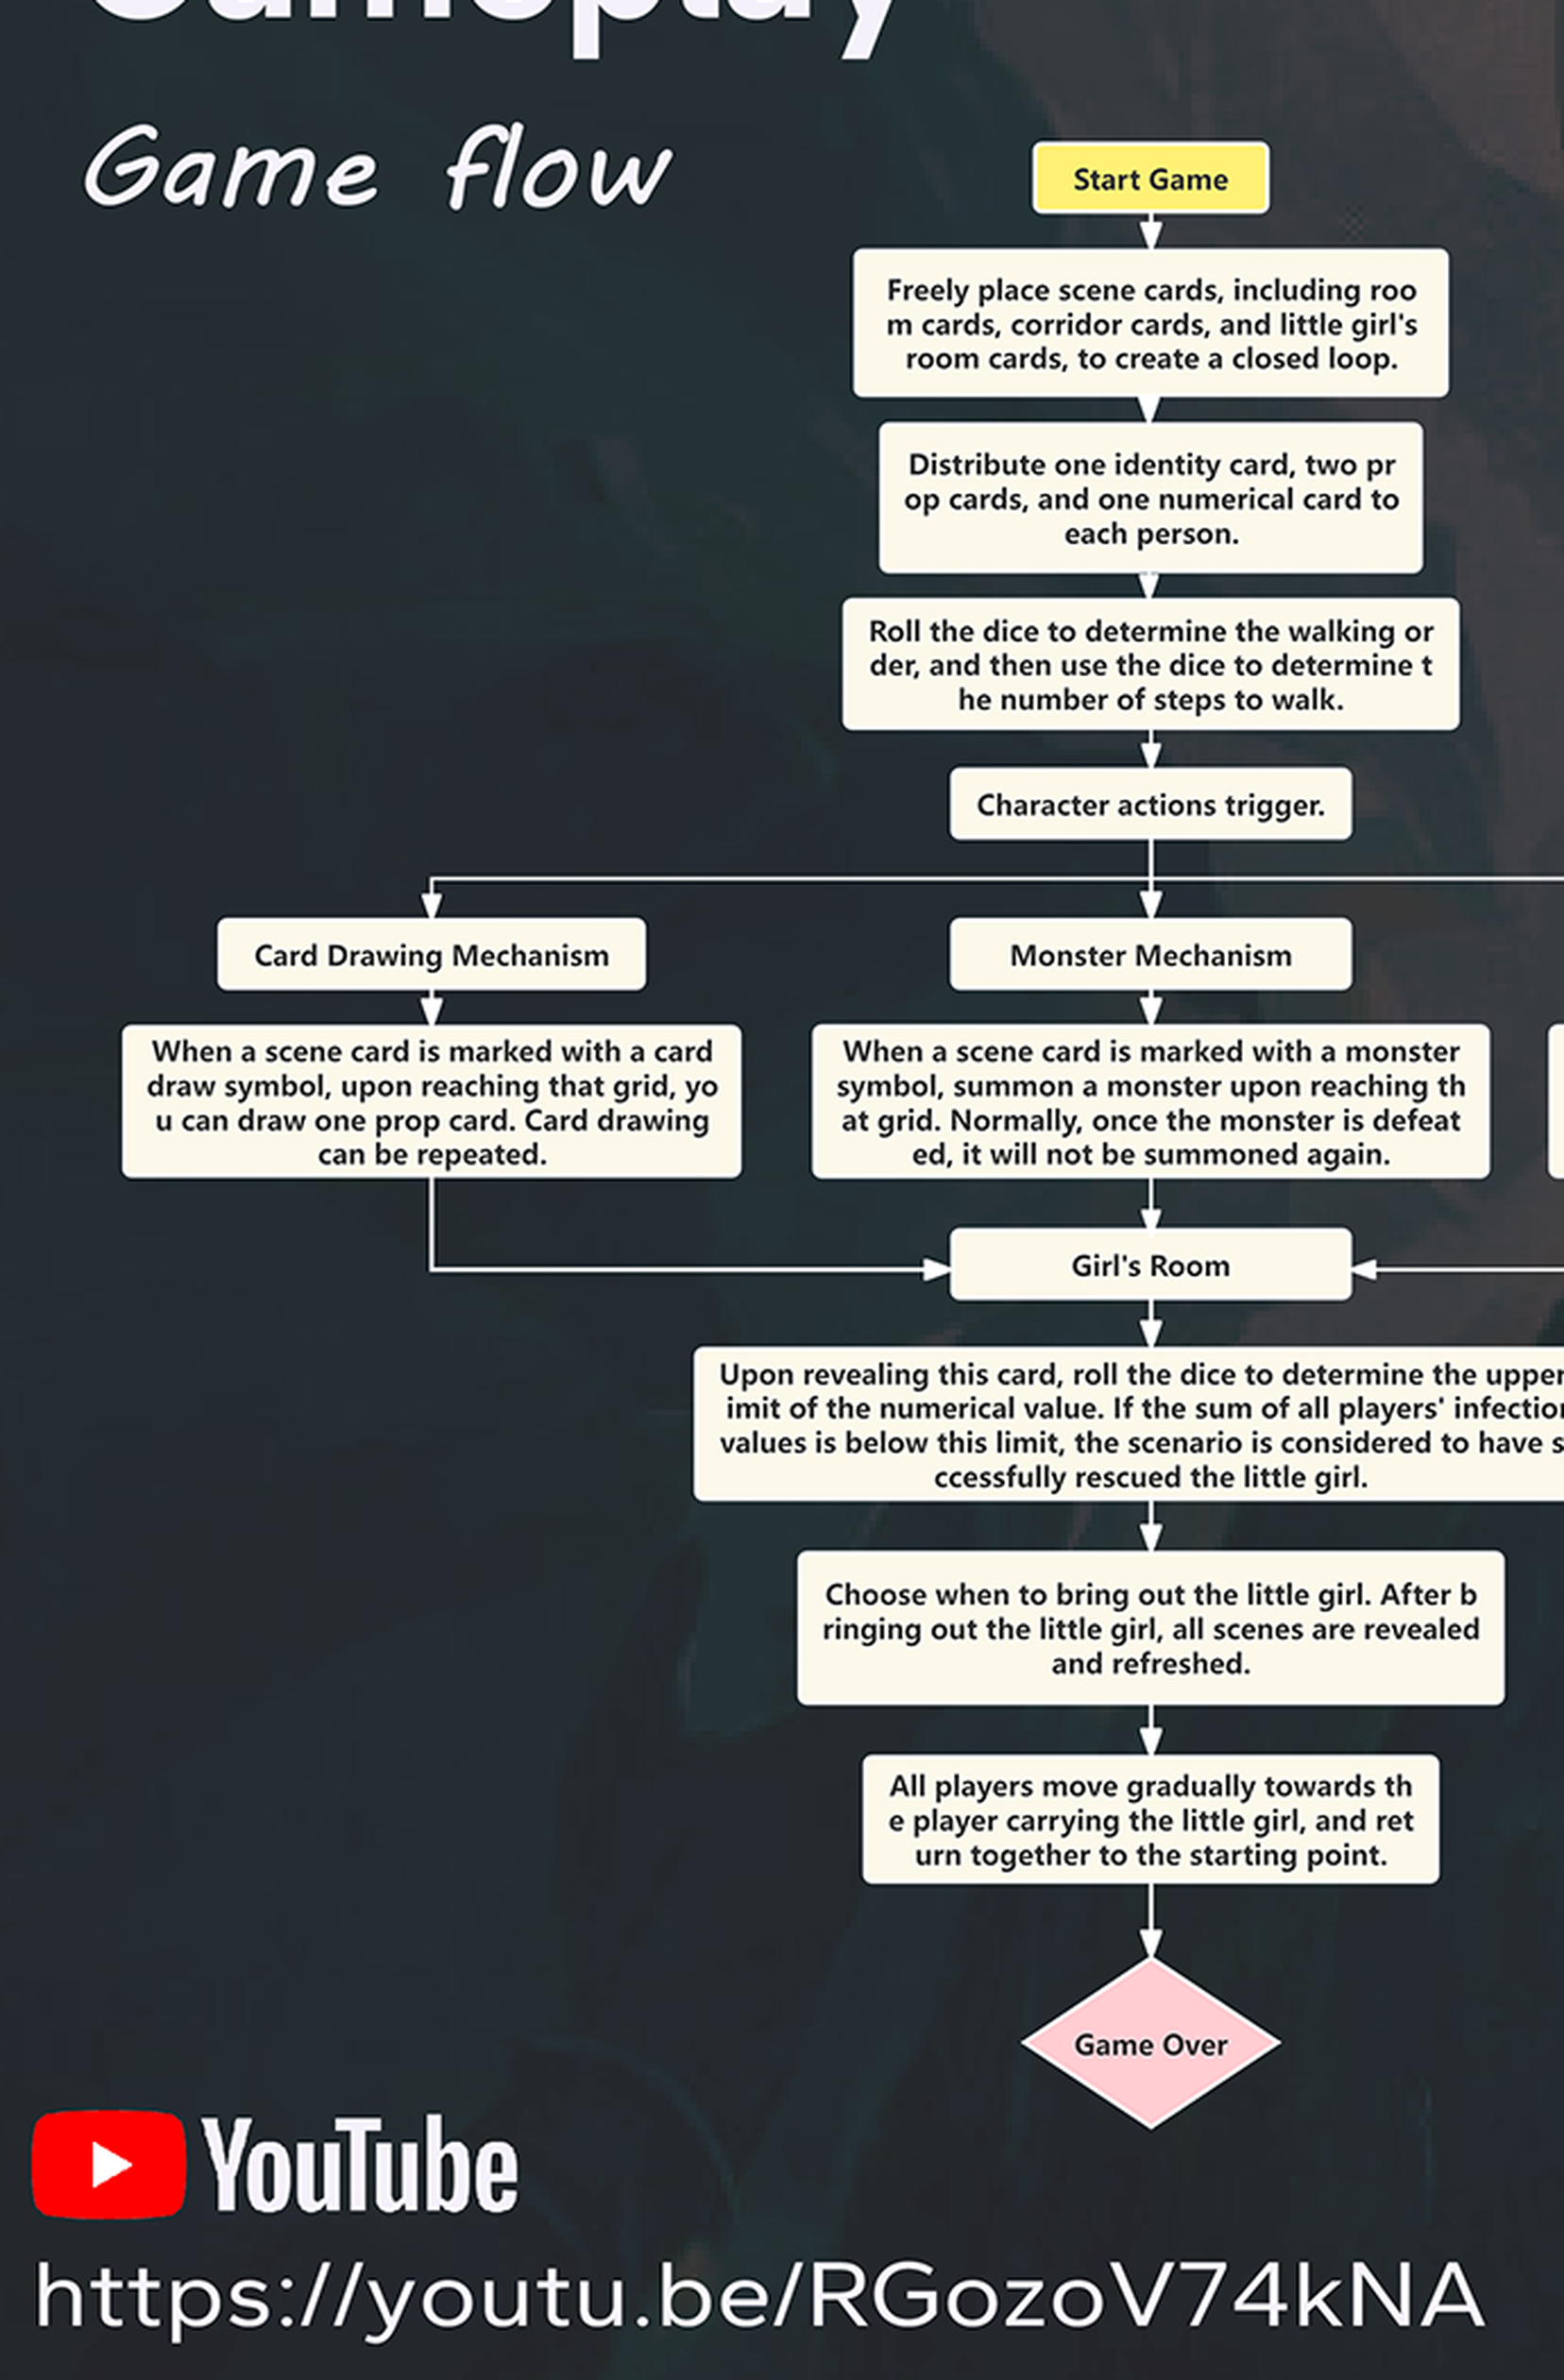 Gameplay
Game flow
Start Game
Freely place scene cards, including roo
m cards, corridor cards, and little girl's
room cards, to create a closed loop.
Distribute one identity card, two pr
op cards, and one numerical card to
each person.
Roll the dice to determine the walking or
der, and then use the dice to determine t
he number of steps to walk.
Character actions trigger.
Card Drawing Mechanism
Monster Mechanism
When a scene card is marked with a card
draw symbol, upon reaching that grid, yo
u can draw one prop card. Card drawing
can be repeated.
When a scene card is marked with a monster
symbol, summon a monster upon reaching th
at grid. Normally, once the monster is defeat
ed, it will not be summoned again.
Girl's Room
Upon revealing this card, roll the dice to determine the upper
imit of the numerical value. If the sum of all players' infection
values is below this limit, the scenario is considered to have s
ccessfully rescued the little girl.
Choose when to bring out the little girl. After b
ringing out the little girl, all scenes are revealed
and refreshed.
All players move gradually towards th
e player carrying the little girl, and ret
urn together to the starting point.
Game Over
YouTube
https://youtu.be/RGozoV74kNA